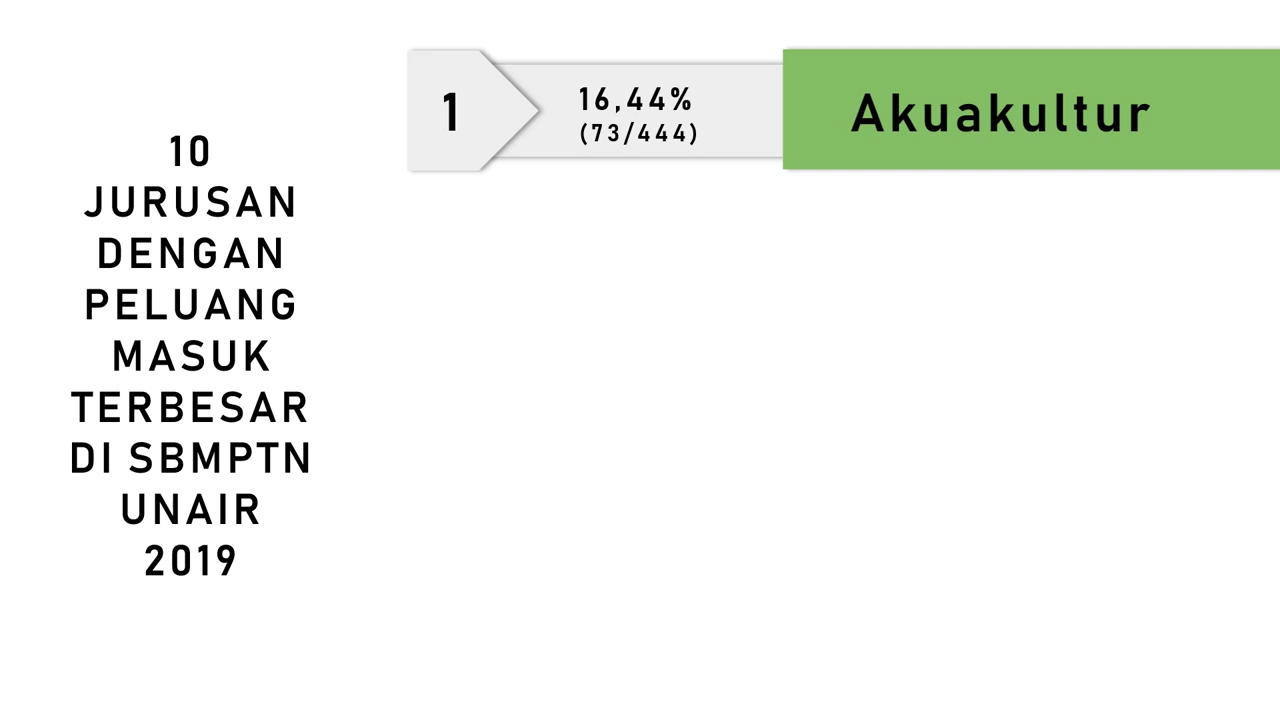 10
JURUSAN
DENGAN
PELUANG
MASUK
TERBESAR
DI SBMPTN
UNAIR
2019
1
16,44%
(73/444)
Akuakultur